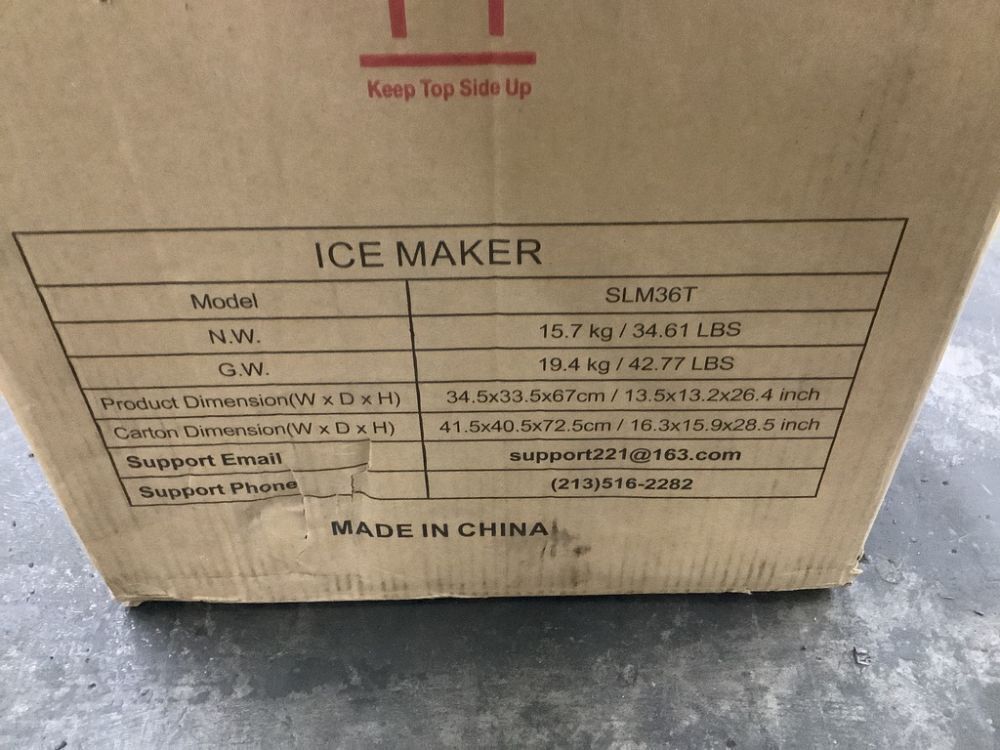 Keep Top Side Up
ICE MAKER
Model SLM36T
N.W. 15.7 kg / 34.61 LBS
G.W. 19.4 kg / 42.77 LBS
Product Dimension(W x D x H) 34.5x33.5x67cm / 13.5x13.2x26.4 inch
Carton Dimension(W x D x H) 41.5x40.5x72.5cm / 16.3x15.9x28.5 inch
Support Email support221@163.com
Support Phone (213)516-2282
MADE IN CHINA